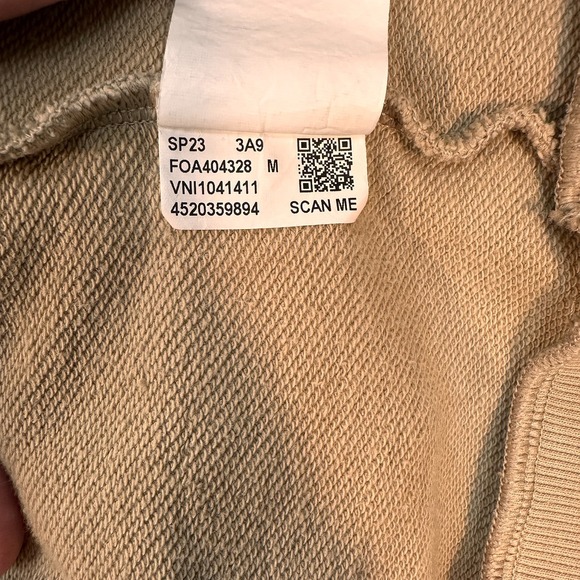 SP23 3A9
FOA404328 M
VNI1041411
4520359894 SCAN ME